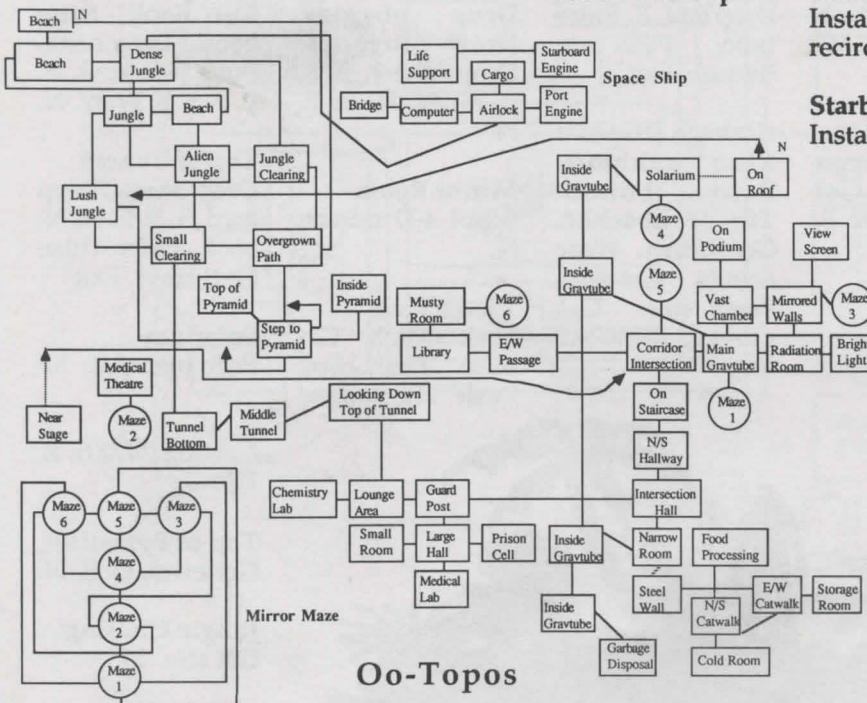 Beach
N
Beach
Dense
Jungle
Jungle
Beach
Alien
Jungle
Jungle
Clearing
Lush
Jungle
Small
Clearing
Overgrown
Path
Top of
Pyramid
Inside
Pyramid
Step to
Pyramid
Near
Stage
Medical
Theatre
Maze
2
Life
Support
Cargo
Starboard
Engine
Bridge
Computer
Airlock
Port
Engine
Space Ship
Insta
recirc
Starb
Insta
Inside
Gravtube
Solarium
On
Roof
N
Maze
4
On
Podium
View
Screen
Inside
Gravtube
Maze
5
Vast
Chamber
Mirrored
Walls
Maze
3
Musty
Room
Maze
6
Library
E/W
Passage
Corridor
Intersection
Main
Gravtube
Radiation
Room
Bright
Light
Maze
1
On
Staircase
N/S
Hallway
Intersection
Hall
Looking Down
Top of Tunnel
Middle
Tunnel
Tunnel
Bottom
Chemistry
Lab
Lounge
Area
Guard
Post
Small
Room
Large
Hall
Prison
Cell
Medical
Lab
Inside
Gravtube
Narrow
Room
Food
Processing
Inside
Gravtube
Steel
Wall
N/S
Catwalk
E/W
Catwalk
Storage
Room
Garbage
Disposal
Cold Room
Maze
6
Maze
5
Maze
3
Maze
4
Maze
2
Maze
1
Mirror Maze
Oo-Topos